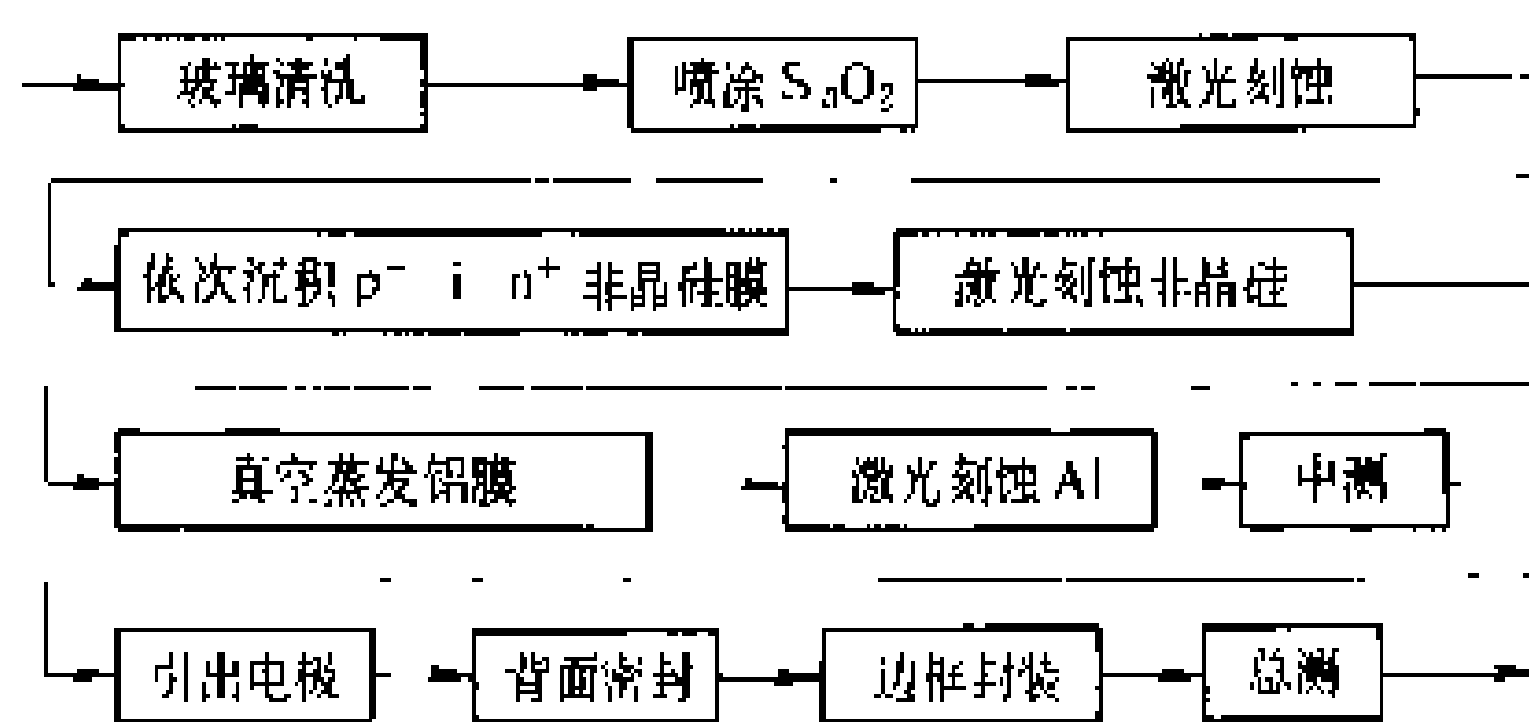 玻璃清洗 喷涂 SnO₂ 激光刻蚀
依次沉积 p⁻ i n⁺ 非晶硅膜 激光刻蚀非晶硅
真空蒸发铝膜 激光刻蚀 Al 中测
引出电极 背面密封 边框封装 总测